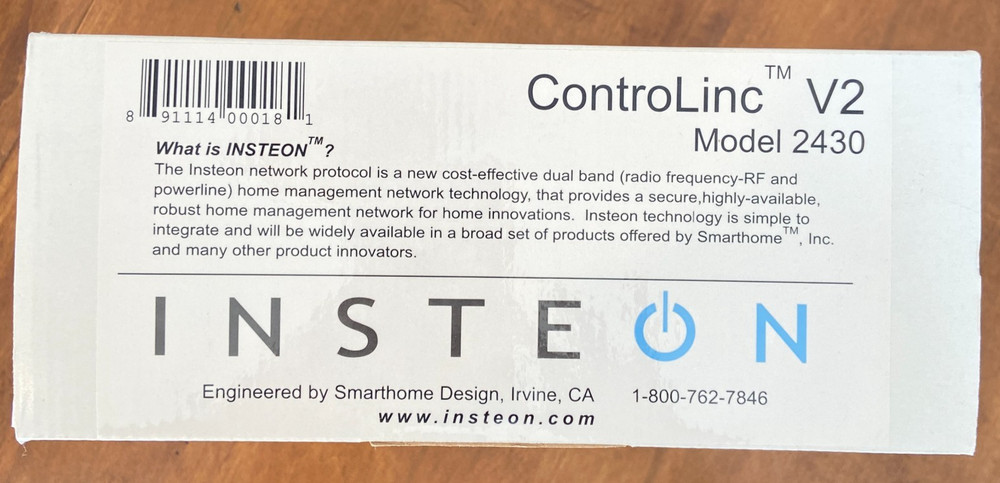 8 91114 00018 1
ControLinc™ V2
Model 2430
What is INSTEON™?
The Insteon network protocol is a new cost-effective dual band (radio frequency-RF and
powerline) home management network technology, that provides a secure,highly-available,
robust home management network for home innovations. Insteon technology is simple to
integrate and will be widely available in a broad set of products offered by Smarthome™, Inc.
and many other product innovators.
INSTEON
Engineered by Smarthome Design, Irvine, CA 1-800-762-7846
www.insteon.com